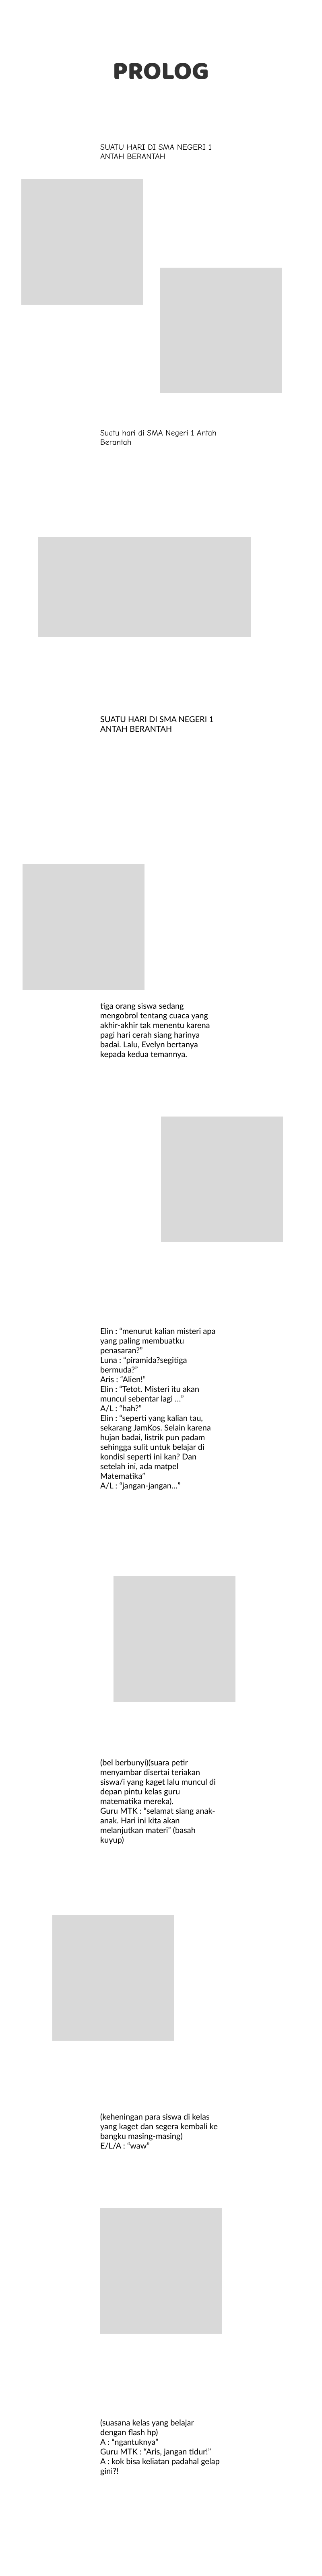 PROLOG
SUATU HARI DI SMA NEGERI 1
ANTAH BERANTAH
Suatu hari di SMA Negeri 1 Antah
Berantah
SUATU HARI DI SMA NEGERI 1
ANTAH BERANTAH
tiga orang siswa sedang
mengobrol tentang cuaca yang
akhir-akhir tak menentu karena
pagi hari cerah siang harinya
badai. Lalu, Evelyn bertanya
kepada kedua temannya.
Elin : “menurut kalian misteri apa
yang paling membuatku
penasaran?”
Luna : “piramida?segitiga
bermuda?”
Aris : “Alien!”
Elin : “Tetot. Misteri itu akan
muncul sebentar lagi ...”
A/L : “hah?”
Elin : “seperti yang kalian tau,
sekarang JamKos. Selain karena
hujan badai, listrik pun padam
sehingga sulit untuk belajar di
kondisi seperti ini kan? Dan
setelah ini, ada matpel
Matematika”
A/L : “jangan-jangan...”
(bel berbunyi)(suara petir
menyambar disertai teriakan
siswa/i yang kaget lalu muncul di
depan pintu kelas guru
matematika mereka).
Guru MTK : “selamat siang anak-
anak. Hari ini kita akan
melanjutkan materi” (basah
kuyup)
(keheningan para siswa di kelas
yang kaget dan segera kembali ke
bangku masing-masing)
E/L/A : “waw”
(suasana kelas yang belajar
dengan flash hp)
A : “ngantuknya”
Guru MTK : “Aris, jangan tidur!”
A : kok bisa keliatan padahal gelap
gini?!